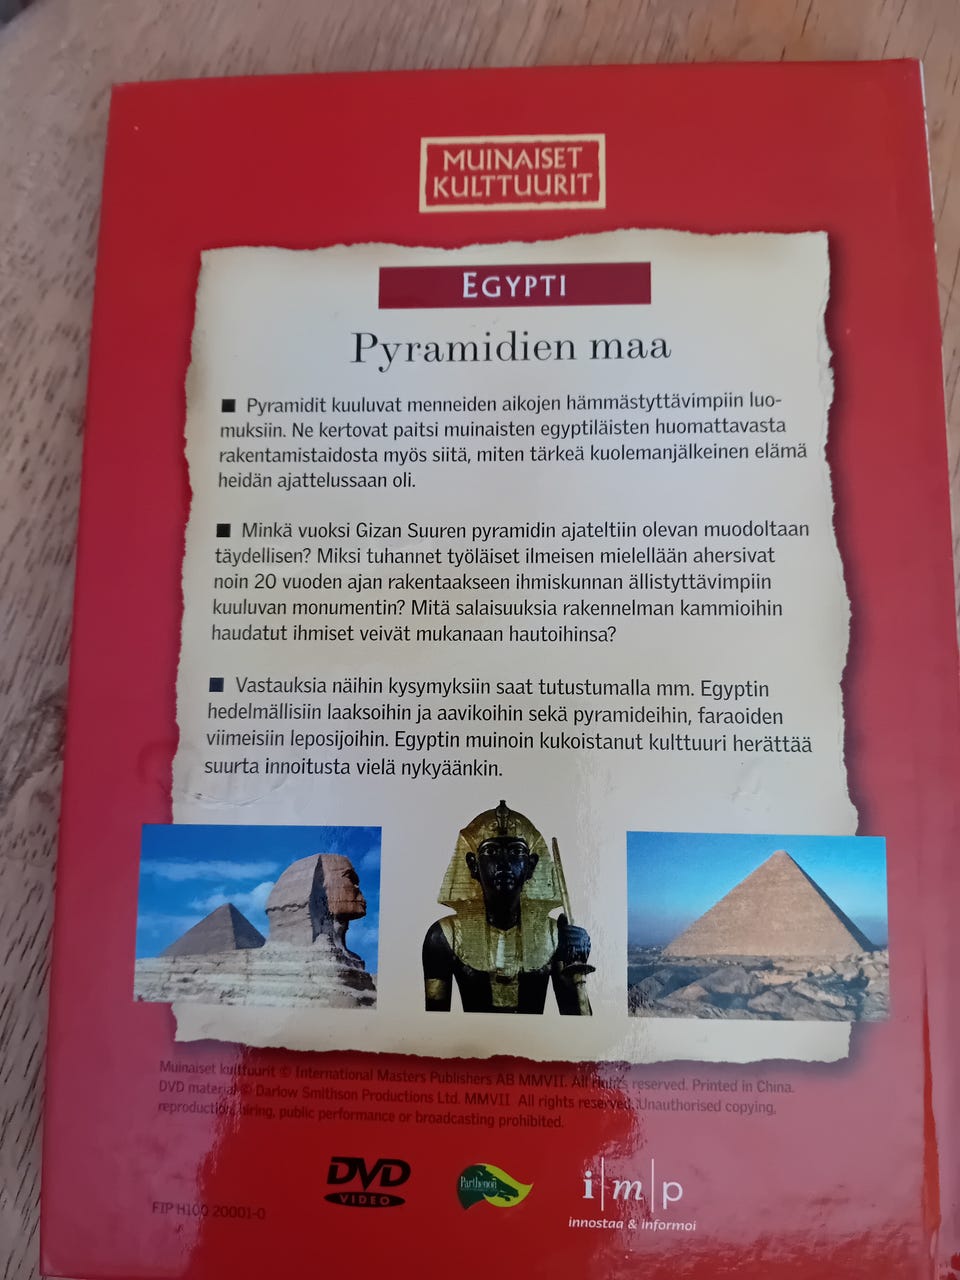 MUINAISET
KULTTUURIT
EGYPTI
Pyramidien maa
■ Pyramidit kuuluvat menneiden aikojen hämmästyttävimpiin luo-
muksiin. Ne kertovat paitsi muinaisten egyptiläisten huomattavasta
rakentamistaidosta myös siitä, miten tärkeä kuolemanjälkeinen elämä
heidän ajattelussaan oli.
■ Minkä vuoksi Gizan Suuren pyramidin ajateltiin olevan muodoltaan
täydellisen? Miksi tuhannet työläiset ilmeisen mielellään ahersivat
noin 20 vuoden ajan rakentaakseen ihmiskunnan ällistyttävimpiin
kuuluvan monumentin? Mitä salaisuuksia rakennelman kammioihin
haudatut ihmiset veivät mukanaan hautoihinsa?
■ Vastauksia näihin kysymyksiin saat tutustumalla mm. Egyptin
hedelmällisiin laaksoihin ja aavikoihin sekä pyramideihin, faraoiden
viimeisiin leposijoihin. Egyptin muinoin kukoistanut kulttuuri herättää
suurta innoitusta vielä nykyäänkin.
Muinaiset kulttuurit © International Masters Publishers AB MMVII. All rights reserved. Printed in China.
DVD material © Darlow Smithson Productions Ltd. MMVII All rights reserved. Unauthorised copying,
reproduction, hiring, public performance or broadcasting prohibited.
DVD
VIDEO
Parthenon
i|m|p
innostaa & informoi
FIP H100 20001-0